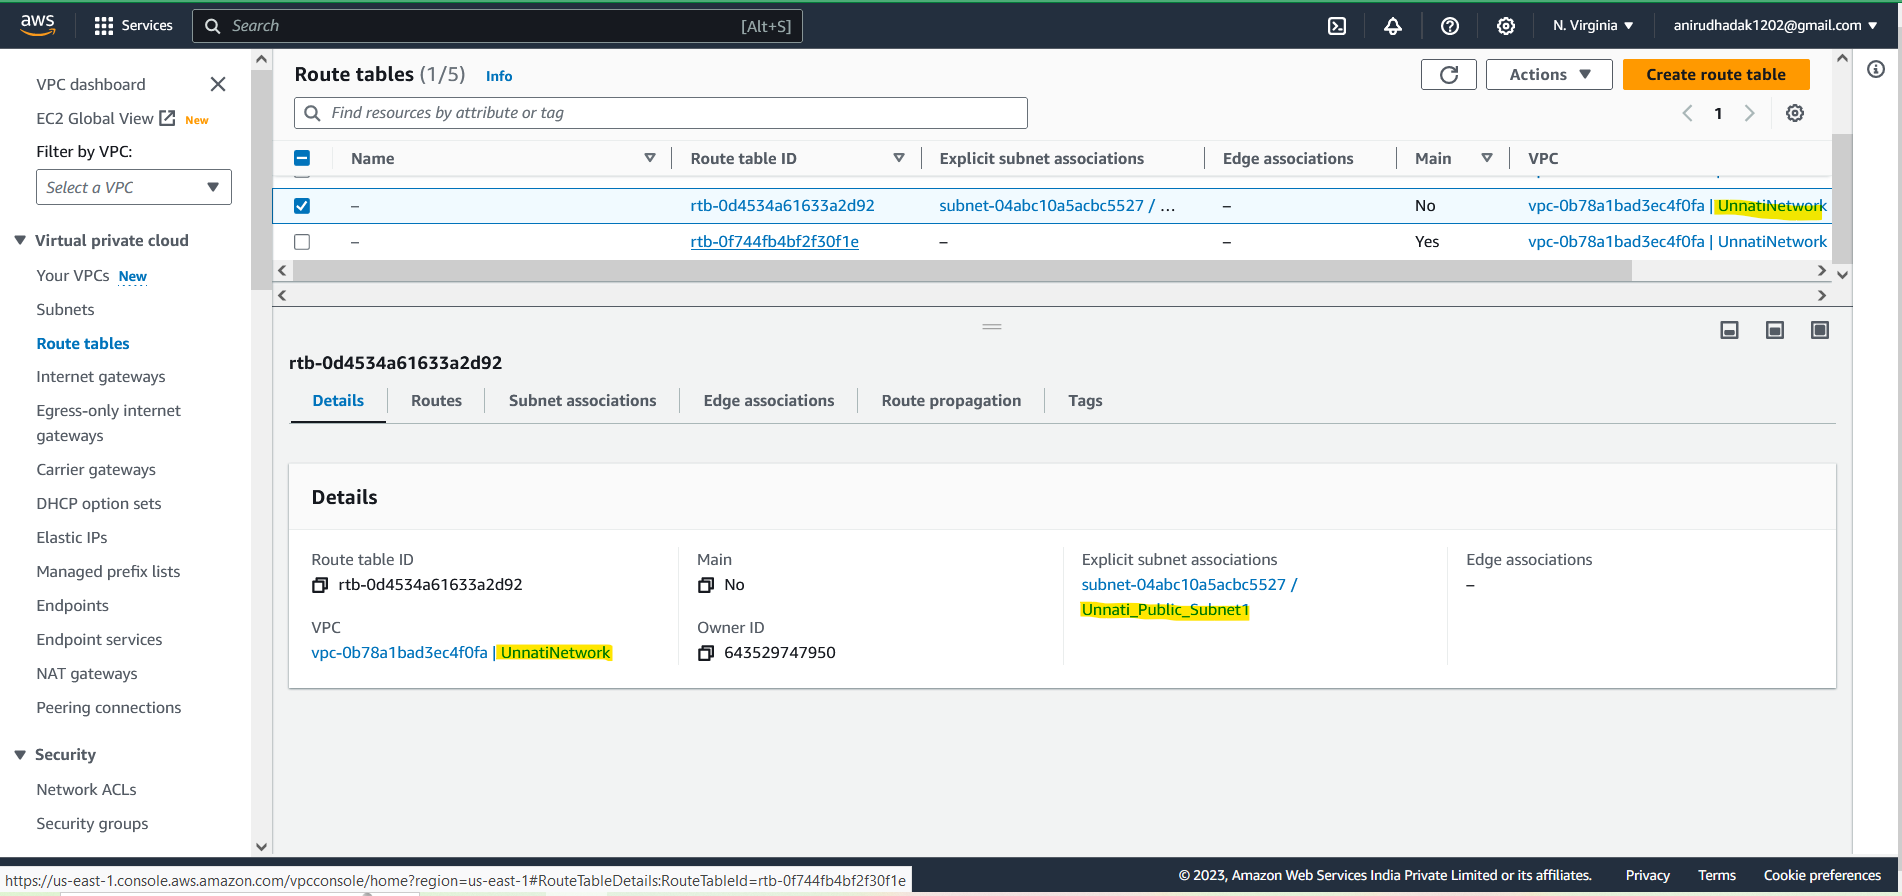 aws
Services
Search
[Alt+S]
N. Virginia
anirudhadak1202@gmail.com
VPC dashboard
EC2 Global View New
Filter by VPC:
Select a VPC
Virtual private cloud
Your VPCs New
Subnets
Route tables
Internet gateways
Egress-only internet
gateways
Carrier gateways
DHCP option sets
Elastic IPs
Managed prefix lists
Endpoints
Endpoint services
NAT gateways
Peering connections
Security
Network ACLs
Security groups
Route tables (1/5) Info
Actions
Create route table
Find resources by attribute or tag
1
Name Route table ID Explicit subnet associations Edge associations Main VPC
– rtb-0d4534a61633a2d92 subnet-04abc10a5acbc5527 / ... – No vpc-0b78a1bad3ec4f0fa | UnnatiNetwork
– rtb-0f744fb4bf2f30f1e – – Yes vpc-0b78a1bad3ec4f0fa | UnnatiNetwork
rtb-0d4534a61633a2d92
Details Routes Subnet associations Edge associations Route propagation Tags
Details
Route table ID
rtb-0d4534a61633a2d92
VPC
vpc-0b78a1bad3ec4f0fa | UnnatiNetwork
Main
No
Owner ID
643529747950
Explicit subnet associations
subnet-04abc10a5acbc5527 /
Unnati_Public_Subnet1
Edge associations
–
https://us-east-1.console.aws.amazon.com/vpcconsole/home?region=us-east-1#RouteTableDetails:RouteTableId=rtb-0f744fb4bf2f30f1e
© 2023, Amazon Web Services India Private Limited or its affiliates. Privacy Terms Cookie preferences